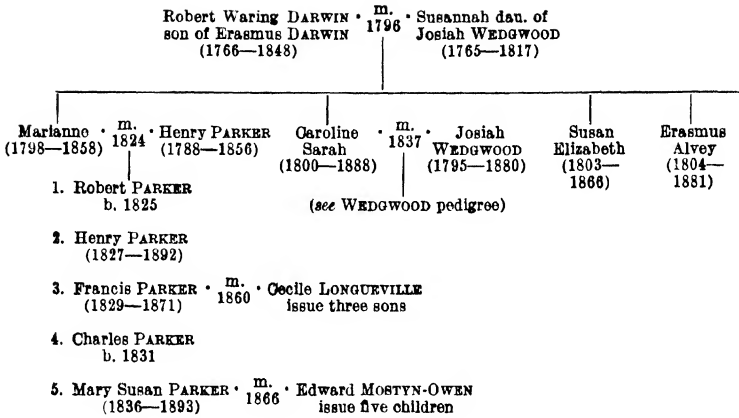 Robert Waring DARWIN · m. 1796 · Susannah dau. of
son of Erasmus DARWIN Josiah WEDGWOOD
(1766—1848) (1765—1817)
Marianne · m. 1824 · Henry PARKER
(1798—1858) (1788—1856)
Caroline Sarah · m. 1837 · Josiah WEDGWOOD
(1800—1888) (1795—1880)
Susan
Elizabeth
(1803—
1866)
Erasmus
Alvey
(1804—
1881)
1. Robert PARKER
b. 1825
(see WEDGWOOD pedigree)
2. Henry PARKER
(1827—1892)
3. Francis PARKER · m. 1860 · Cecile LONGUEVILLE
(1829—1871) issue three sons
4. Charles PARKER
b. 1831
5. Mary Susan PARKER · m. 1866 · Edward MOSTYN-OWEN
(1836—1893) issue five children